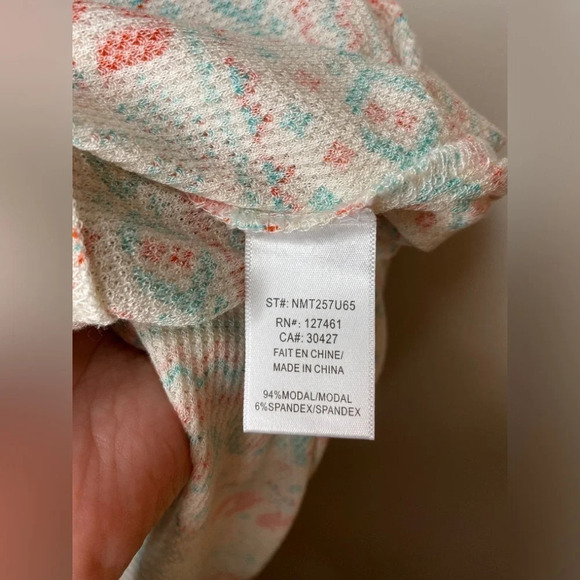 ST#: NMT257U65
RN#: 127461
CA#: 30427
FAIT EN CHINE/
MADE IN CHINA
94%MODAL/MODAL
6%SPANDEX/SPANDEX